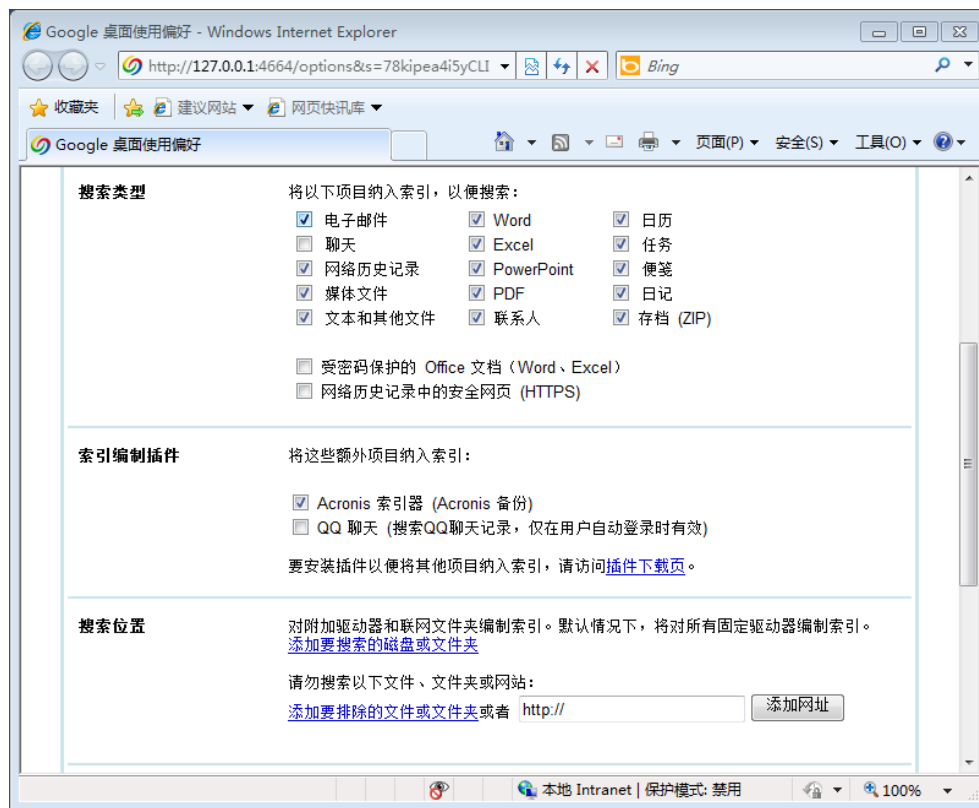 Google 桌面使用偏好 - Windows Internet Explorer
http://127.0.0.1:4664/options&s=78kipea4i5yCLI
Bing
收藏夹 建议网站 网页快讯库
Google 桌面使用偏好
页面(P) 安全(S) 工具(O)
搜索类型 将以下项目纳入索引，以便搜索：
电子邮件 Word 日历
聊天 Excel 任务
网络历史记录 PowerPoint 便笺
媒体文件 PDF 日记
文本和其他文件 联系人 存档 (ZIP)
受密码保护的 Office 文档（Word、Excel）
网络历史记录中的安全网页 (HTTPS)
索引编制插件 将这些额外项目纳入索引：
Acronis 索引器 (Acronis 备份)
QQ 聊天 (搜索QQ聊天记录，仅在用户自动登录时有效)
要安装插件以便将其他项目纳入索引，请访问插件下载页。
搜索位置 对附加驱动器和联网文件夹编制索引。默认情况下，将对所有固定驱动器编制索引。
添加要搜索的磁盘或文件夹
请勿搜索以下文件、文件夹或网站：
添加要排除的文件或文件夹或者 http:// 添加网址
本地 Intranet | 保护模式: 禁用 100%